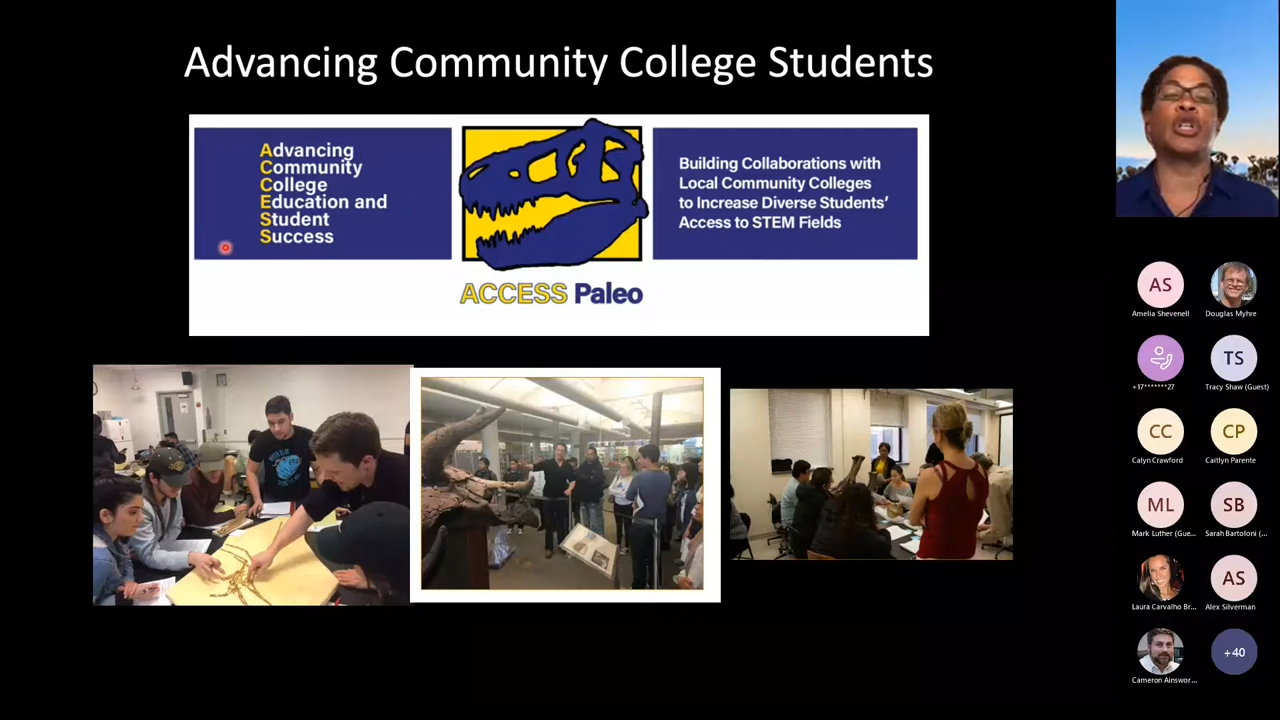 Advancing Community College Students
Advancing
Community
College
Education and
Student
Success
Building Collaborations with
Local Community Colleges
to Increase Diverse Students'
Access to STEM Fields
ACCESS Paleo
AS
Amelia Shevenell
Douglas Myhre
+17*******27
TS
Tracy Shaw (Guest)
CC
Calyn Crawford
CP
Caitlyn Parente
ML
Mark Luther (Gue...
SB
Sarah Bartoloni (...
Laura Carvalho Br...
AS
Alex Silverman
Cameron Ainswor...
+40